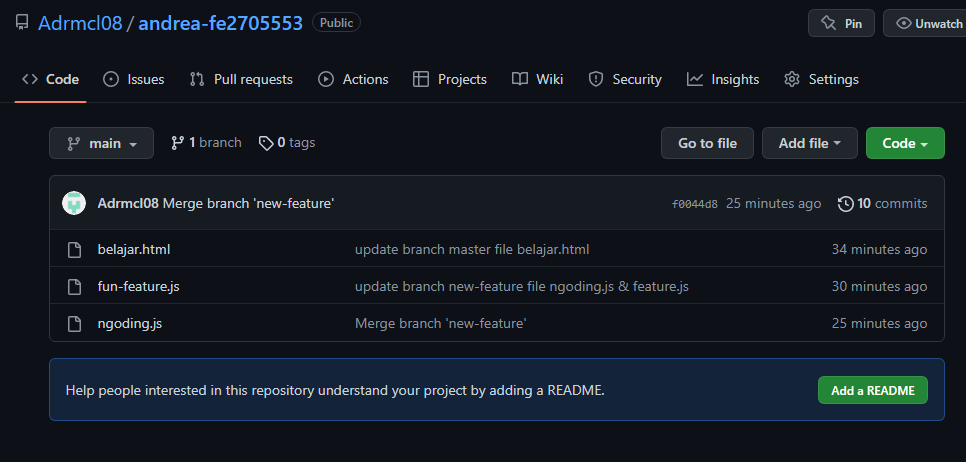 Adrmcl08 / andrea-fe2705553 Public Pin Unwatch
Code Issues Pull requests Actions Projects Wiki Security Insights Settings
main 1 branch 0 tags Go to file Add file Code
Adrmcl08 Merge branch 'new-feature' f0044d8 25 minutes ago 10 commits
belajar.html update branch master file belajar.html 34 minutes ago
fun-feature.js update branch new-feature file ngoding.js & feature.js 30 minutes ago
ngoding.js Merge branch 'new-feature' 25 minutes ago
Help people interested in this repository understand your project by adding a README. Add a README